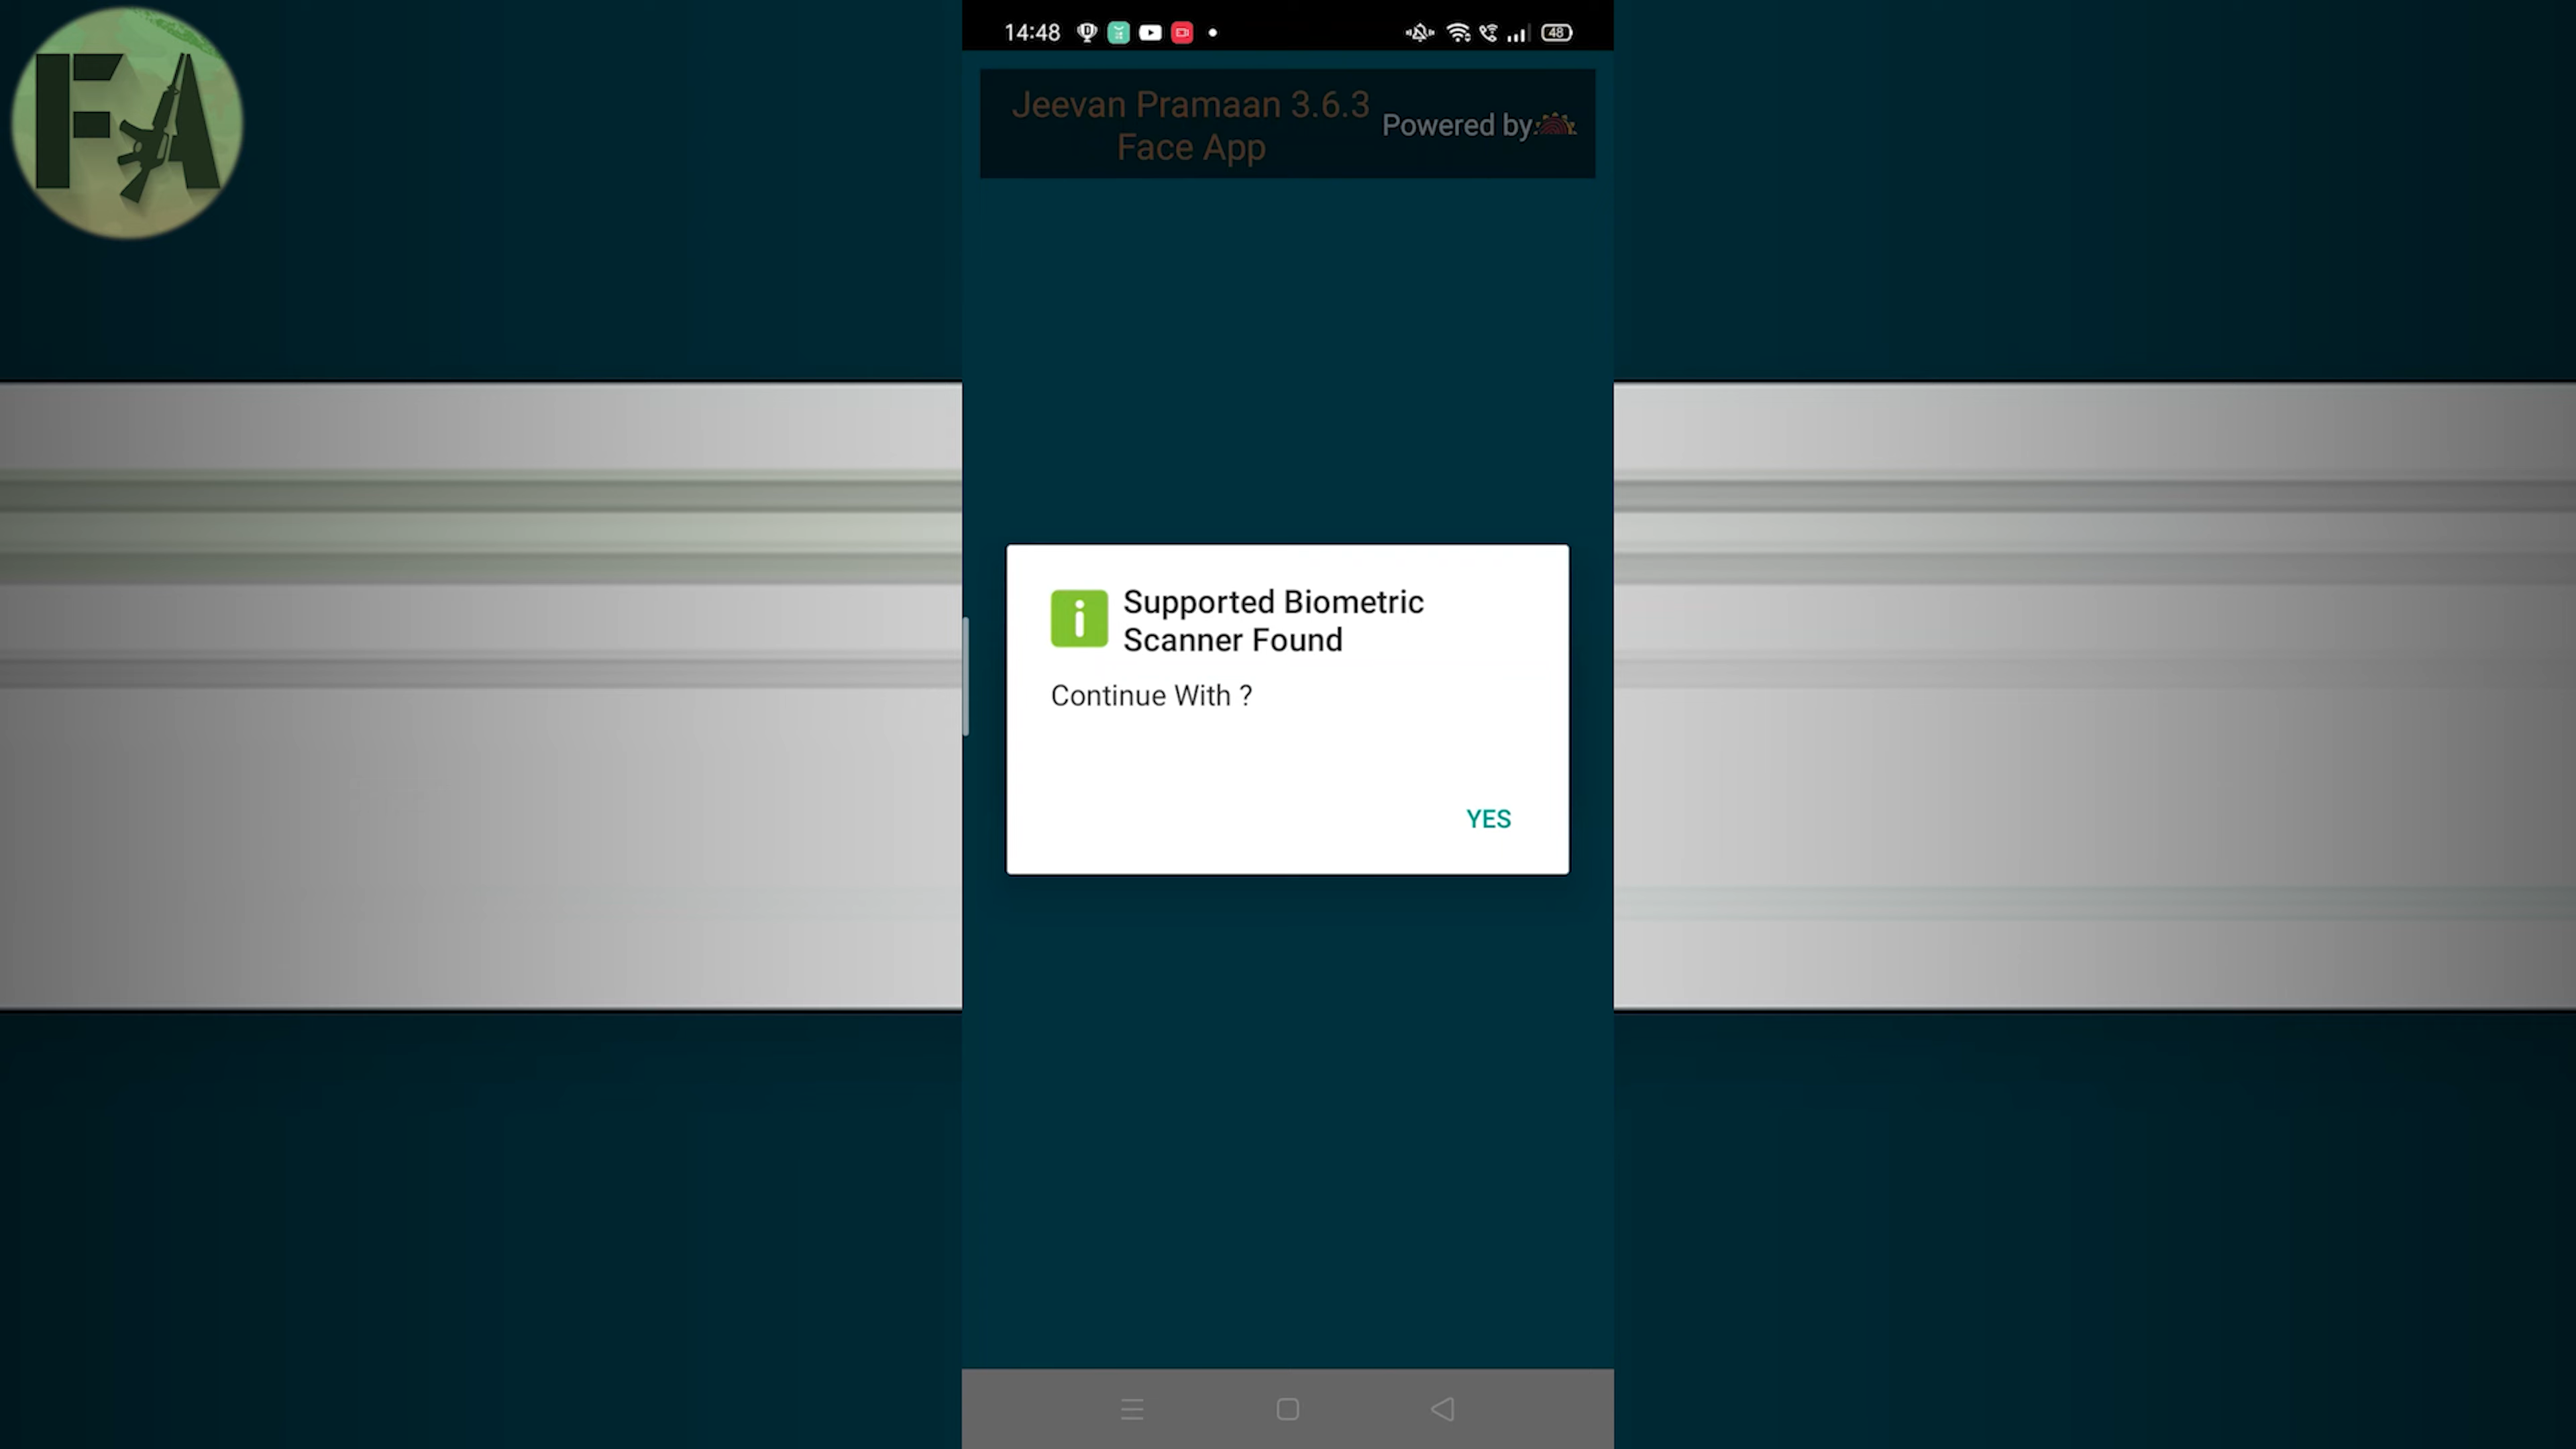 FA
14:48
48
Jeevan Pramaan 3.6.3
Face App
Powered by:
Supported Biometric
Scanner Found
Continue With ?
YES